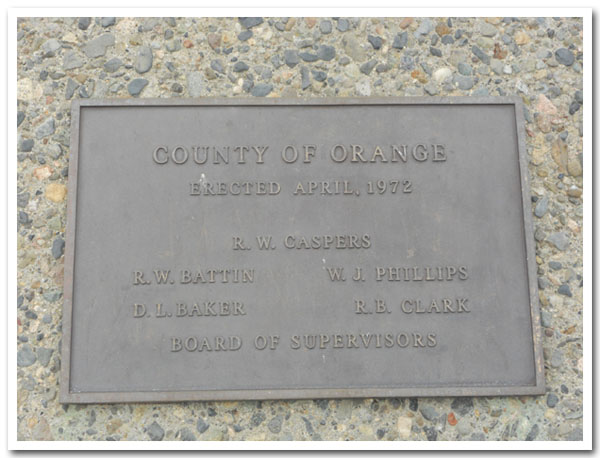 COUNTY OF ORANGE
ERECTED APRIL, 1972
R. W. CASPERS
R. W. BATTIN W. J. PHILLIPS
D. L. BAKER R. B. CLARK
BOARD OF SUPERVISORS